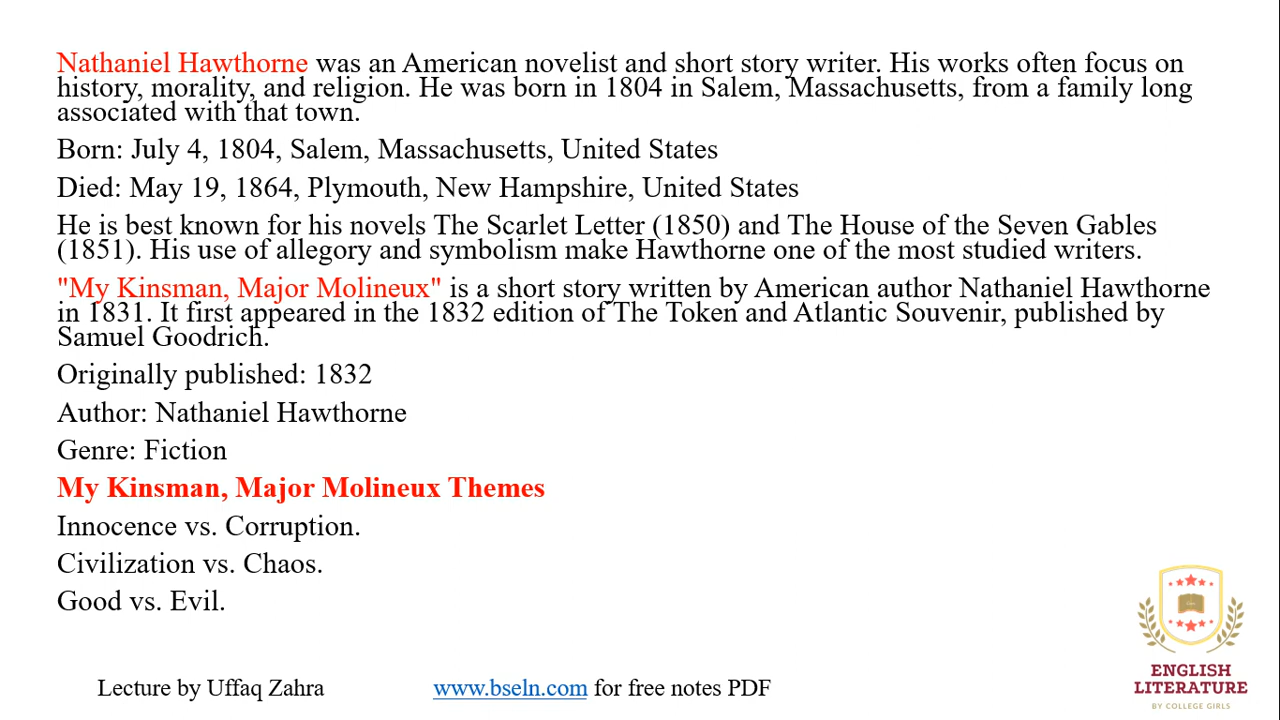 Nathaniel Hawthorne was an American novelist and short story writer. His works often focus on
history, morality, and religion. He was born in 1804 in Salem, Massachusetts, from a family long
associated with that town.
Born: July 4, 1804, Salem, Massachusetts, United States
Died: May 19, 1864, Plymouth, New Hampshire, United States
He is best known for his novels The Scarlet Letter (1850) and The House of the Seven Gables
(1851). His use of allegory and symbolism make Hawthorne one of the most studied writers.
"My Kinsman, Major Molineux" is a short story written by American author Nathaniel Hawthorne
in 1831. It first appeared in the 1832 edition of The Token and Atlantic Souvenir, published by
Samuel Goodrich.
Originally published: 1832
Author: Nathaniel Hawthorne
Genre: Fiction
My Kinsman, Major Molineux Themes
Innocence vs. Corruption.
Civilization vs. Chaos.
Good vs. Evil.
Lecture by Uffaq Zahra
www.bseln.com for free notes PDF
ENGLISH
LITERATURE
BY COLLEGE GIRLS